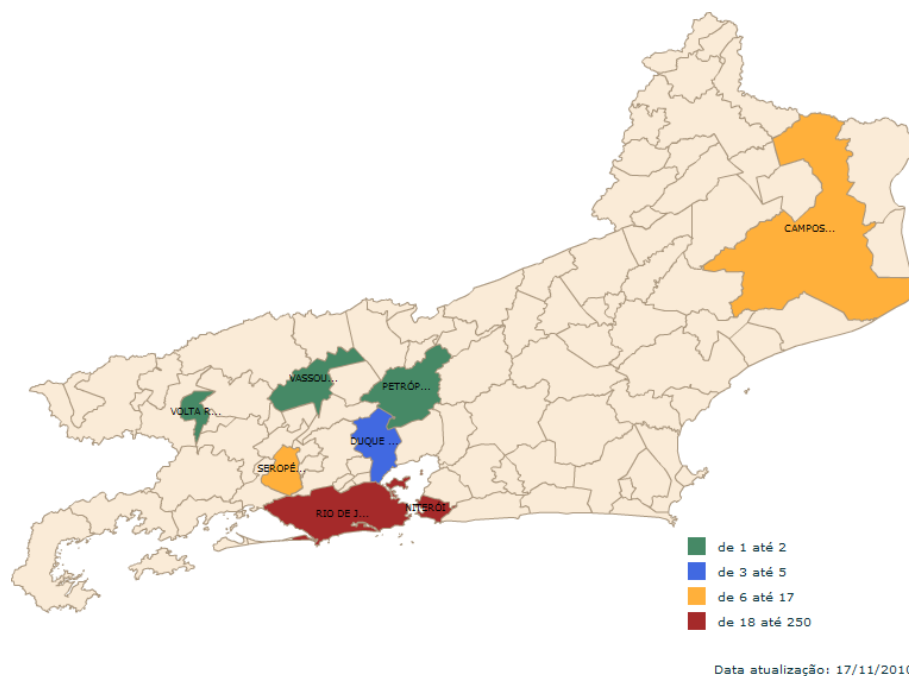 CAMPOS...
VASSOU...
PETRÓP...
VOLTA R...
DUQUE ...
SEROPÉ...
NITERÓI
RIO DE J...
de 1 até 2
de 3 até 5
de 6 até 17
de 18 até 250
Data atualização: 17/11/2010